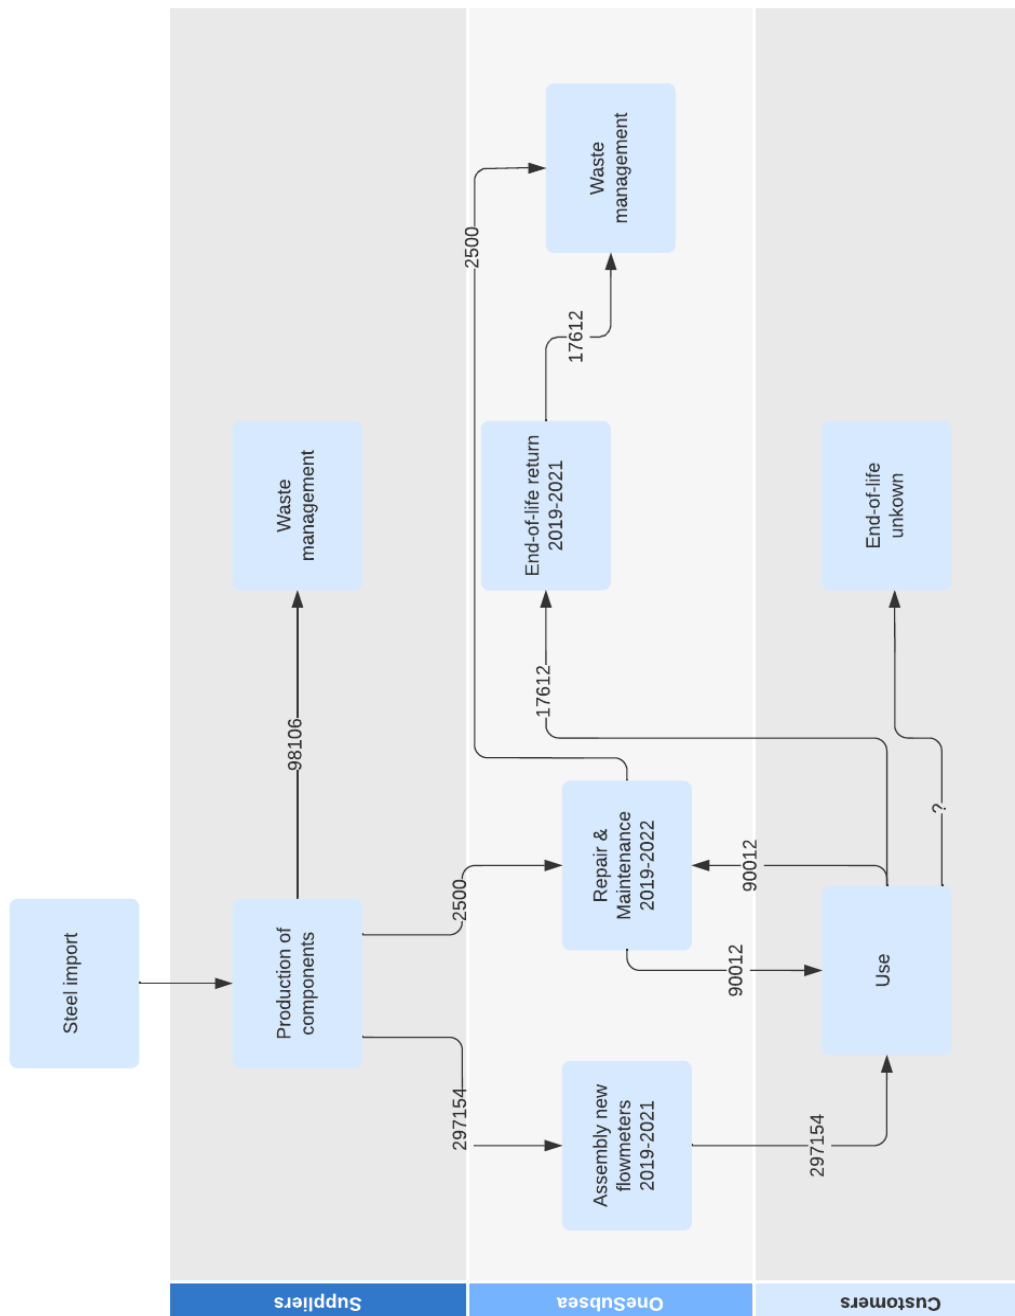 Steel import
Suppliers
Production of
components
98106
Waste
management
297154
2500
OneSubsea
Assembly new
flowmeters
2019-2021
Repair &
Maintenance
2019-2022
2500
End-of-life return
2019-2021
17612
Waste
management
17612
297154
90012
90012
Customers
Use
?
End-of-life
unkown